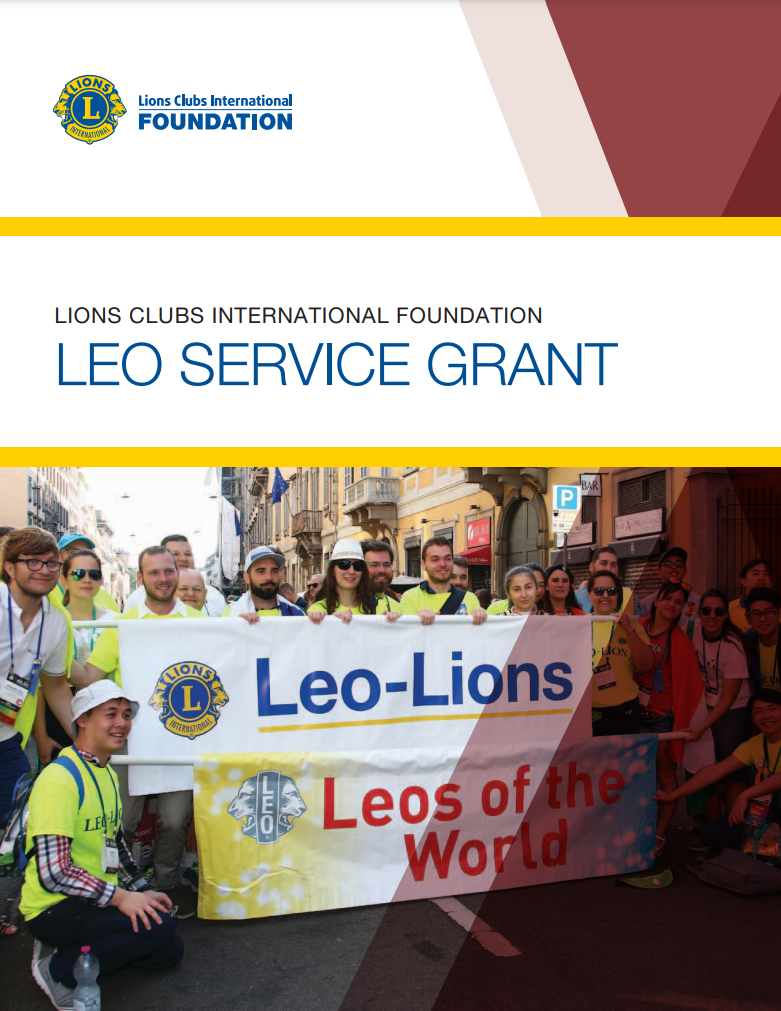 LIONS
L
INTERNATIONAL
Lions Clubs International
FOUNDATION
LIONS CLUBS INTERNATIONAL FOUNDATION
LEO SERVICE GRANT
P
BAR
LIONS
L
INTERNATIONAL
Leo-Lions
LEO
Leos of the
World